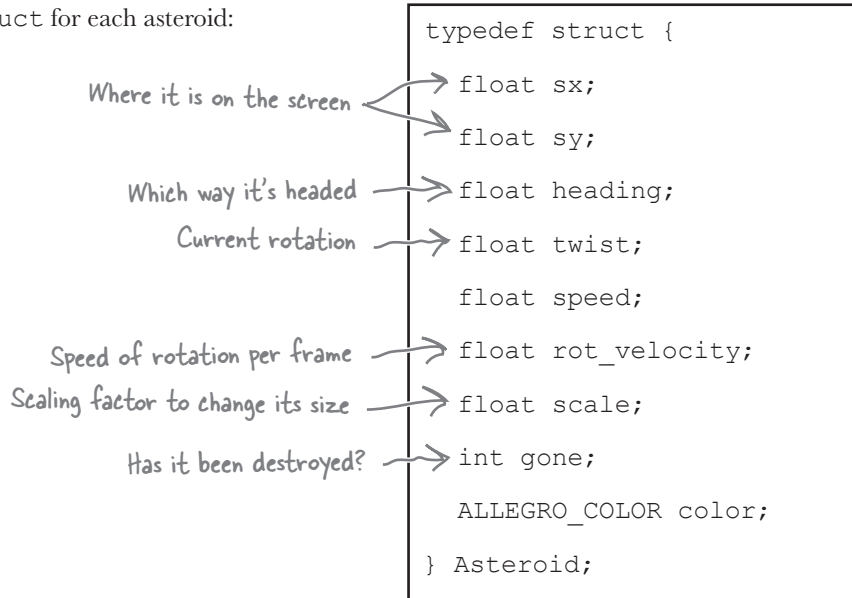 uct for each asteroid:
typedef struct {
Where it is on the screen
float sx;
float sy;
Which way it's headed
float heading;
Current rotation
float twist;
float speed;
Speed of rotation per frame
float rot_velocity;
Scaling factor to change its size
float scale;
Has it been destroyed?
int gone;
ALLEGRO_COLOR color;
} Asteroid;